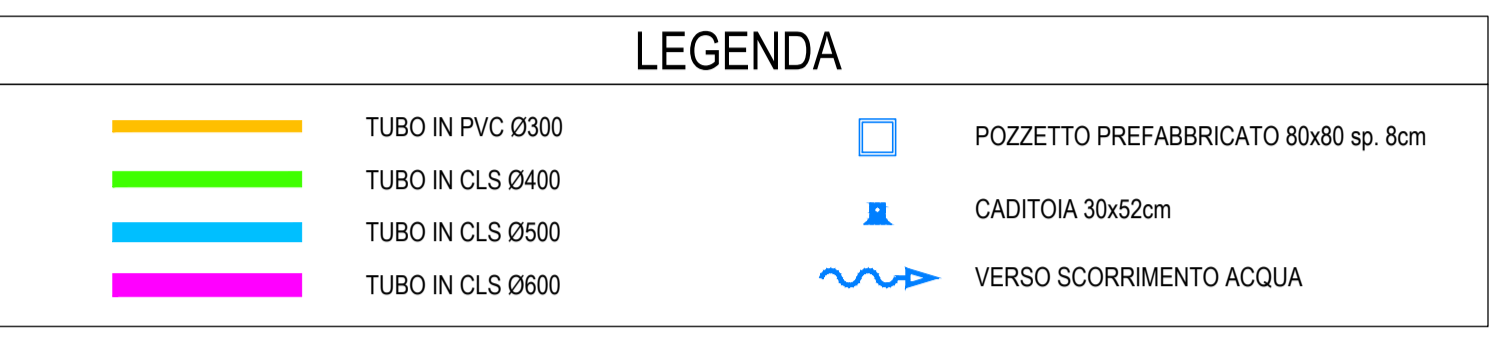 LEGENDA
TUBO IN PVC Ø300
TUBO IN CLS Ø400
TUBO IN CLS Ø500
TUBO IN CLS Ø600
POZZETTO PREFABBRICATO 80x80 sp. 8cm
CADITOIA 30x52cm
VERSO SCORRIMENTO ACQUA